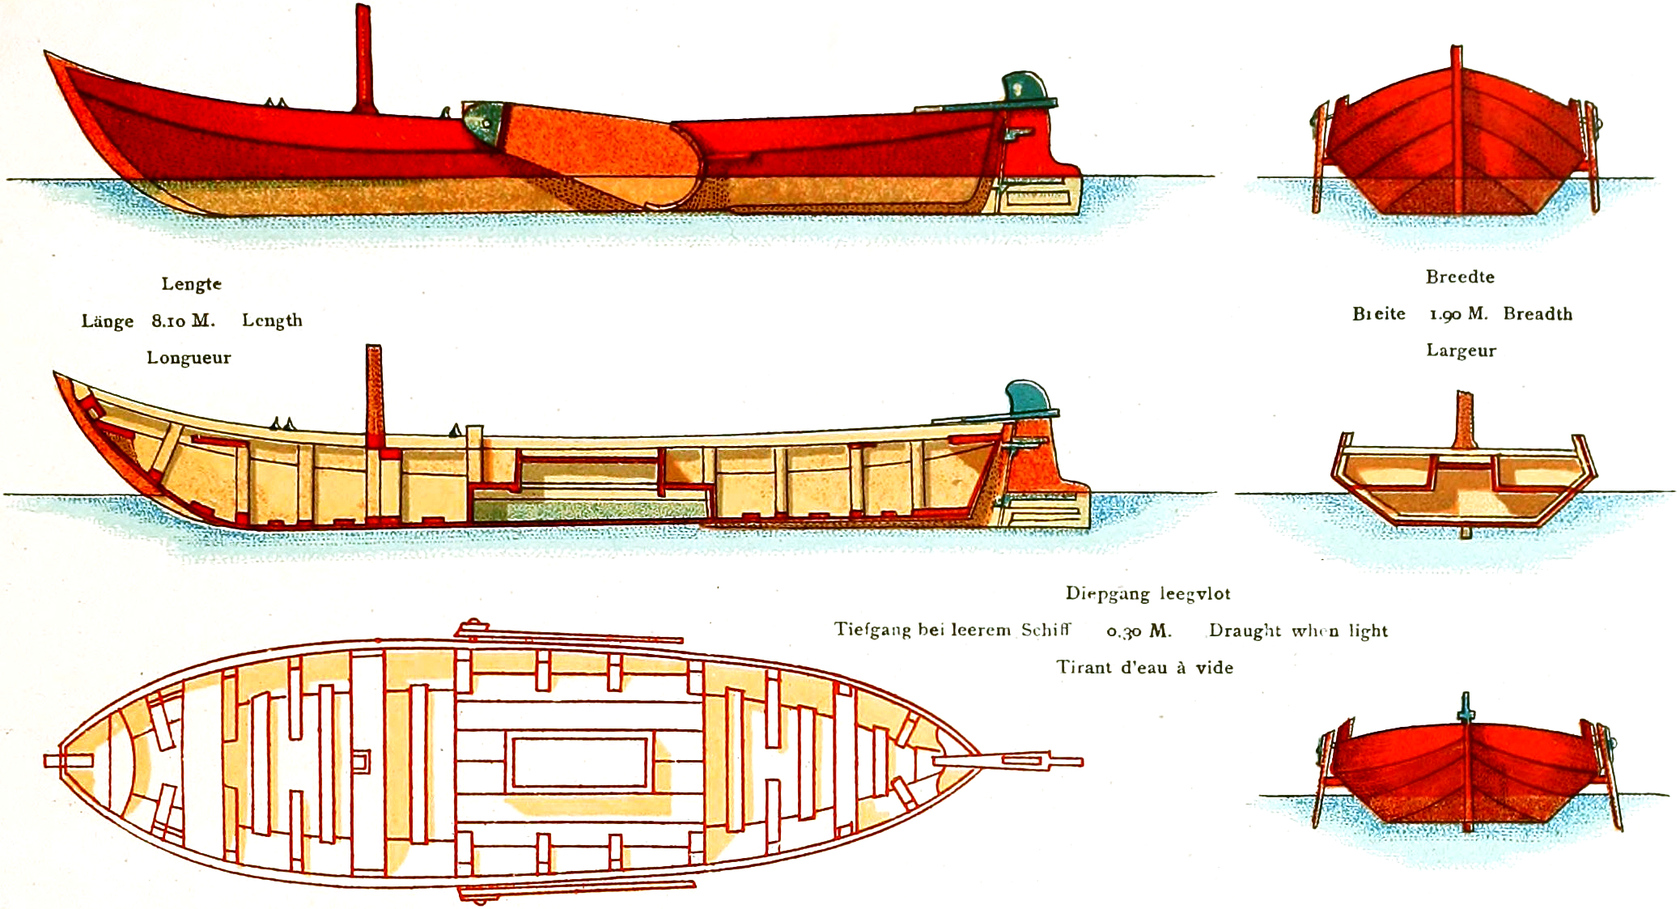 Lengte
Länge 8.10 M. Length
Longueur
Breedte
Breite 1.90 M. Breadth
Largeur
Diepgang leegvlot
Tiefgang bei leerem Schiff 0.30 M. Draught when light
Tirant d'eau à vide